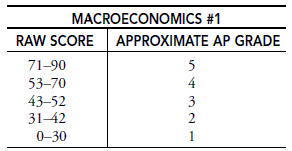 MACROECONOMICS #1
RAW SCORE APPROXIMATE AP GRADE
71–90 5
53–70 4
43–52 3
31–42 2
0–30 1